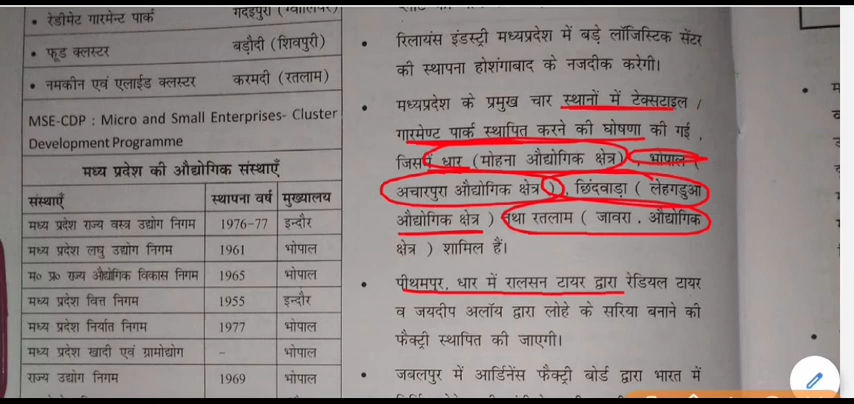 • रेडीमेट गारमेन्ट पार्क गदईपुरा (ग्वालियर)
• फूड क्लस्टर बड़ौदी (शिवपुरी)
• नमकीन एवं एलाईड क्लस्टर करमदी (रतलाम)
MSE-CDP : Micro and Small Enterprises- Cluster
Development Programme
मध्य प्रदेश की औद्योगिक संस्थाएँ
संस्थाएँ स्थापना वर्ष मुख्यालय
मध्य प्रदेश राज्य वस्त्र उद्योग निगम 1976-77 इन्दौर
मध्य प्रदेश लघु उद्योग निगम 1961 भोपाल
म० प्र० राज्य औद्योगिक विकास निगम 1965 भोपाल
मध्य प्रदेश वित्त निगम 1955 इन्दौर
मध्य प्रदेश निर्यात निगम 1977 भोपाल
मध्य प्रदेश खादी एवं ग्रामोद्योग - भोपाल
राज्य उद्योग निगम 1969 भोपाल
• रिलायंस इंडस्ट्री मध्यप्रदेश में बड़े लॉजिस्टिक सेंटर
की स्थापना होशंगाबाद के नजदीक करेगी।
• मध्यप्रदेश के प्रमुख चार स्थानों में टेक्सटाइल /
गारमेण्ट पार्क स्थापित करने की घोषणा की गई ,
जिसमें धार (मोहना औद्योगिक क्षेत्र) , भोपाल (
अचारपुरा औद्योगिक क्षेत्र ) , छिंदवाड़ा ( लेहगडुआ
औद्योगिक क्षेत्र ) तथा रतलाम ( जावरा . औद्योगिक
क्षेत्र ) शामिल हैं।
• पीथमपुर, धार में रालसन टायर द्वारा रेडियल टायर
व जयदीप अलॉय द्वारा लोहे के सरिया बनाने की
फैक्ट्री स्थापित की जाएगी।
• जबलपुर में आर्डिनेंस फैक्ट्री बोर्ड द्वारा भारत में